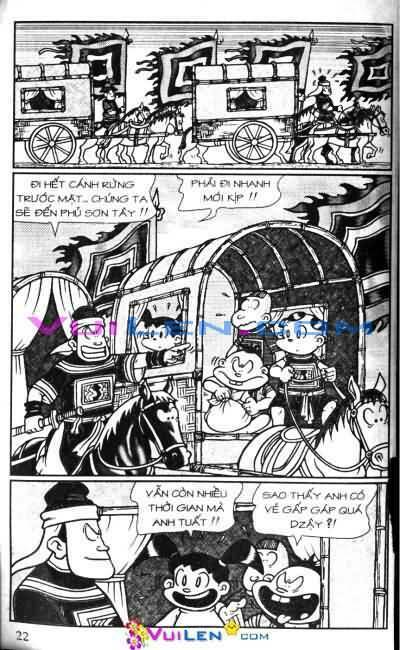 ĐI HẾT CÁNH RỪNG
TRƯỚC MẶT... CHÚNG TA
SẼ ĐẾN PHỦ SƠN TÂY !!
PHẢI ĐI NHANH
MỚI KỊP !!
VUILEN.COM
VẪN CÒN NHIỀU
THỜI GIAN MÀ
ANH TUẤT !!
SAO THẤY ANH CÓ
VẺ GẤP GÁP QUÁ
DZẬY ?!
22
VUILEN.COM